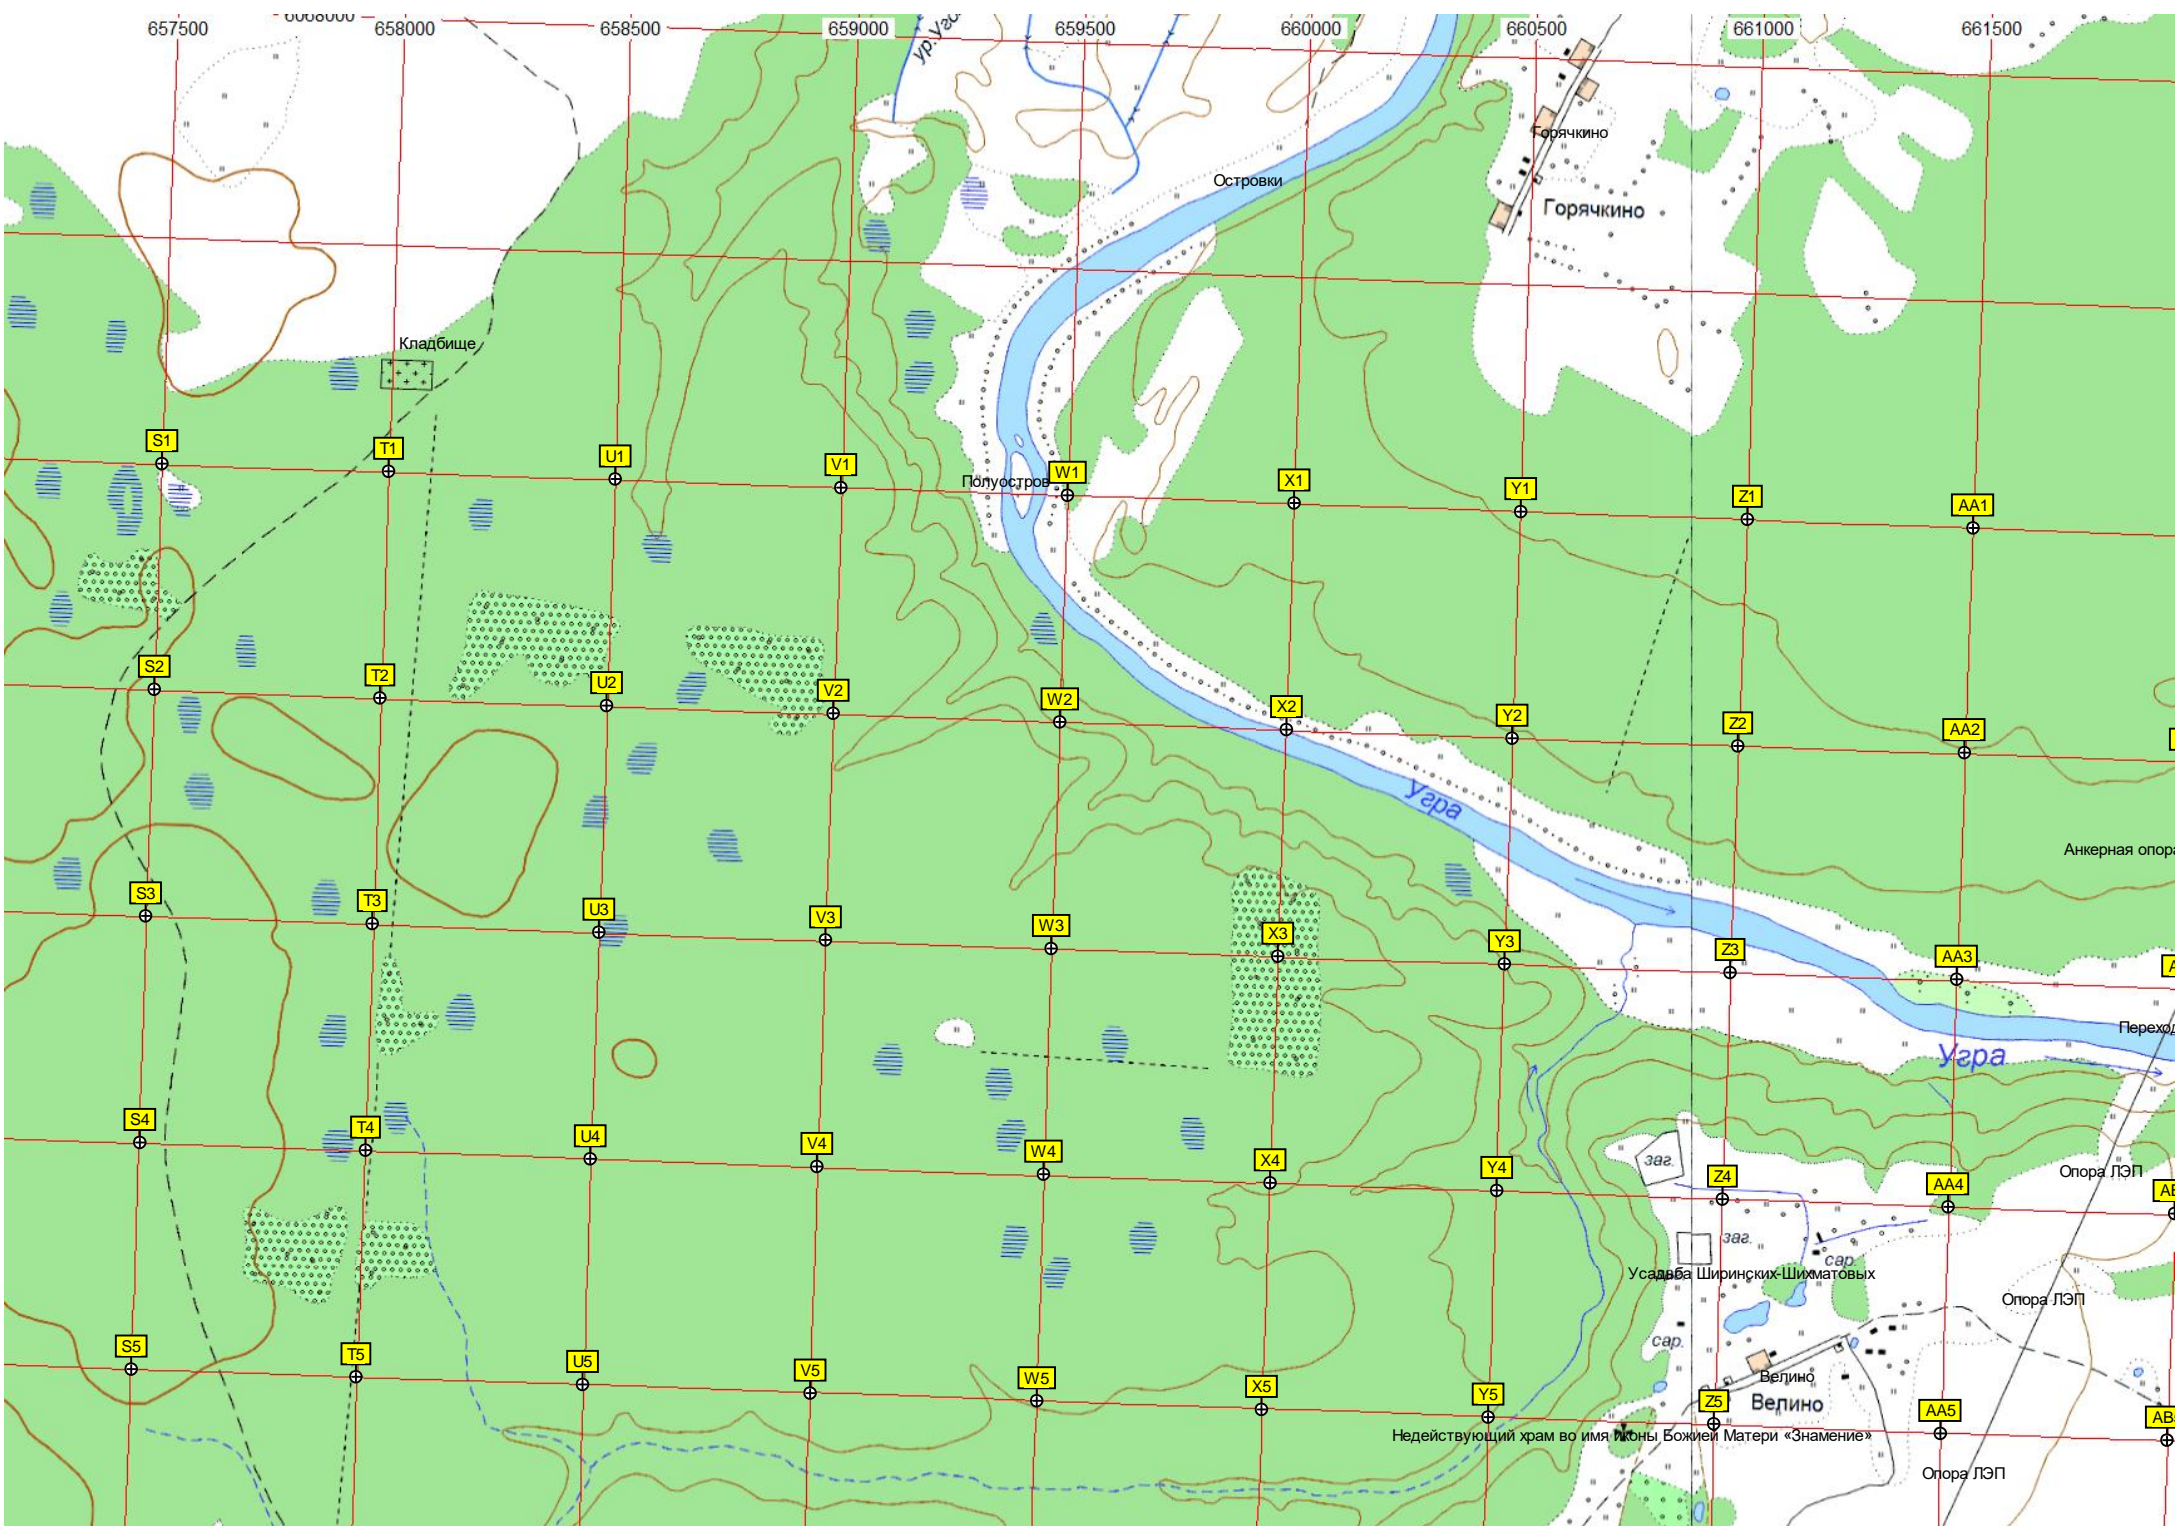 6068000
657500 658000 658500 659000 659500 660000 660500 661000 661500
Горячкино
Островки
Горячкино
Кладбище
S1 T1 U1 V1 W1 X1 Y1 Z1 AA1
Полуостров
S2 T2 U2 V2 W2 X2 Y2 Z2 AA2
Угра
Анкерная опора
S3 T3 U3 V3 W3 X3 Y3 Z3 AA3
Переход
Угра
S4 T4 U4 V4 W4 X4 Y4 Z4 AA4
заг.
Опора ЛЭП
заг.
сар.
Усадьба Ширинских-Шихматовых
Опора ЛЭП
сар.
S5 T5 U5 V5 W5 X5 Y5 Z5 AA5
Велино
Велино
Недействующий храм во имя иконы Божией Матери «Знамение»
Опора ЛЭП